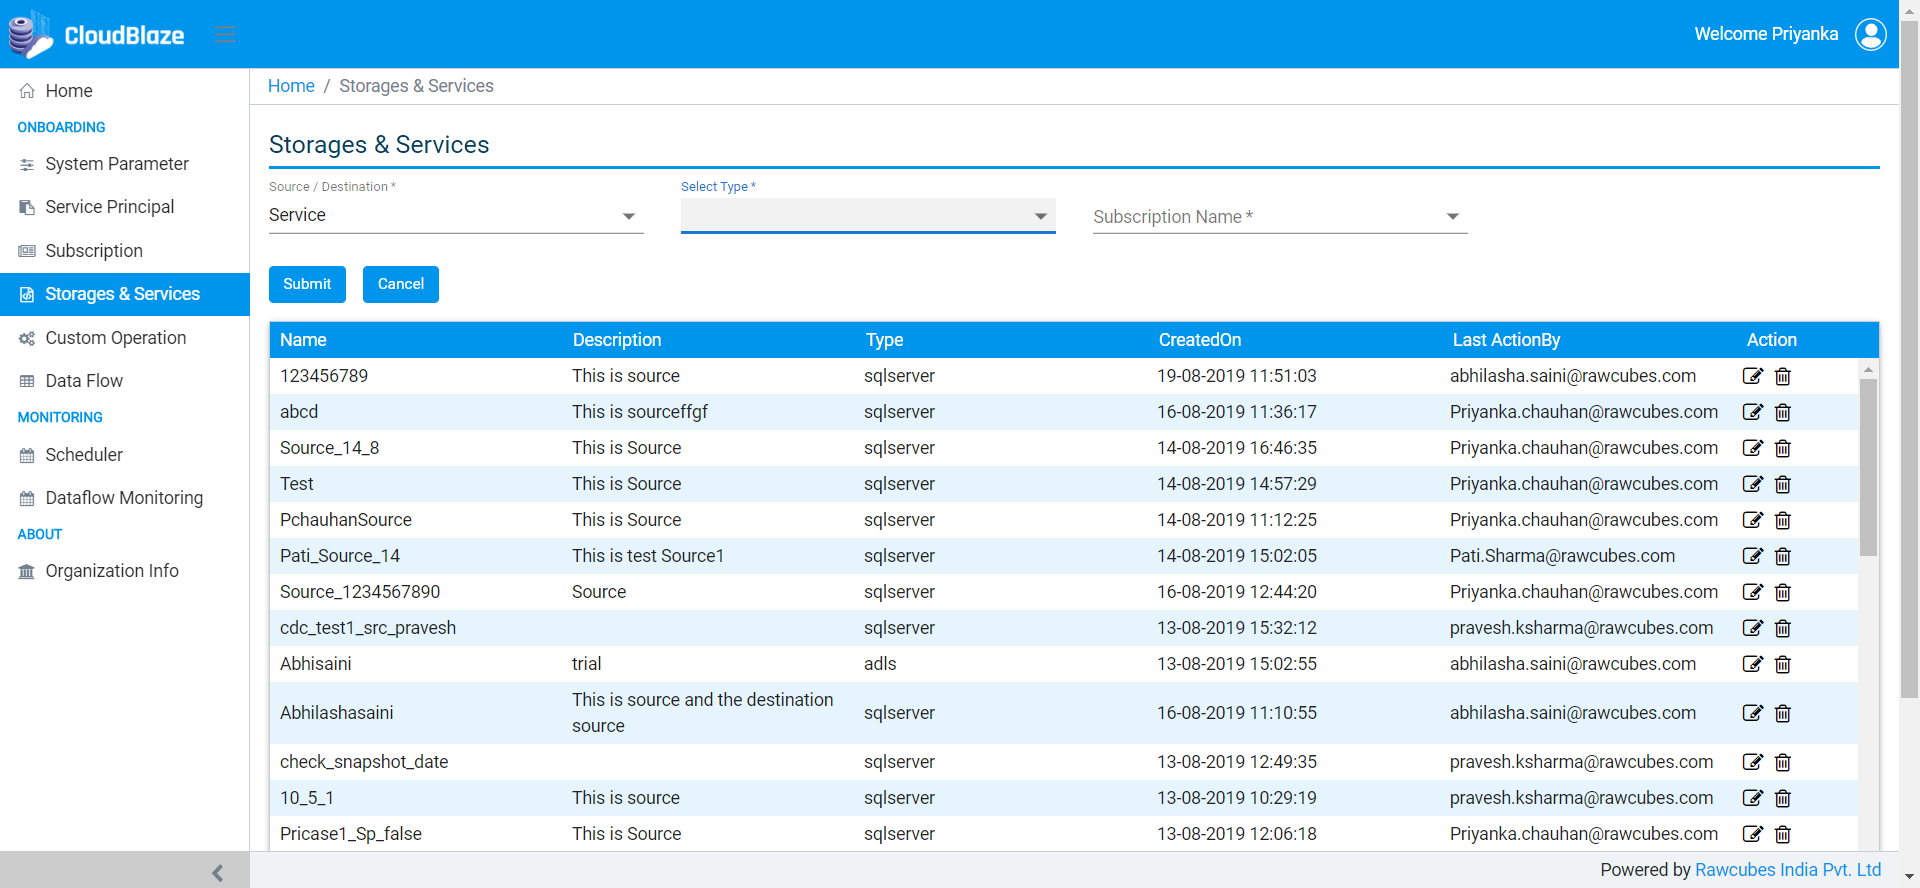 CloudBlaze
Welcome Priyanka
Home
ONBOARDING
System Parameter
Service Principal
Subscription
Storages & Services
Custom Operation
Data Flow
MONITORING
Scheduler
Dataflow Monitoring
ABOUT
Organization Info
Home / Storages & Services
Storages & Services
Source / Destination * Select Type *
Service Subscription Name *
Submit Cancel
Name Description Type CreatedOn Last ActionBy Action
123456789 This is source sqlserver 19-08-2019 11:51:03 abhilasha.saini@rawcubes.com
abcd This is sourceffgf sqlserver 16-08-2019 11:36:17 Priyanka.chauhan@rawcubes.com
Source_14_8 This is Source sqlserver 14-08-2019 16:46:35 Priyanka.chauhan@rawcubes.com
Test This is Source sqlserver 14-08-2019 14:57:29 Priyanka.chauhan@rawcubes.com
PchauhanSource This is Source sqlserver 14-08-2019 11:12:25 Priyanka.chauhan@rawcubes.com
Pati_Source_14 This is test Source1 sqlserver 14-08-2019 15:02:05 Pati.Sharma@rawcubes.com
Source_1234567890 Source sqlserver 16-08-2019 12:44:20 Priyanka.chauhan@rawcubes.com
cdc_test1_src_pravesh sqlserver 13-08-2019 15:32:12 pravesh.ksharma@rawcubes.com
Abhisaini trial adls 13-08-2019 15:02:55 abhilasha.saini@rawcubes.com
Abhilashasaini This is source and the destination
source sqlserver 16-08-2019 11:10:55 abhilasha.saini@rawcubes.com
check_snapshot_date sqlserver 13-08-2019 12:49:35 pravesh.ksharma@rawcubes.com
10_5_1 This is source sqlserver 13-08-2019 10:29:19 pravesh.ksharma@rawcubes.com
Pricase1_Sp_false This is Source sqlserver 13-08-2019 12:06:18 Priyanka.chauhan@rawcubes.com
Powered by Rawcubes India Pvt. Ltd